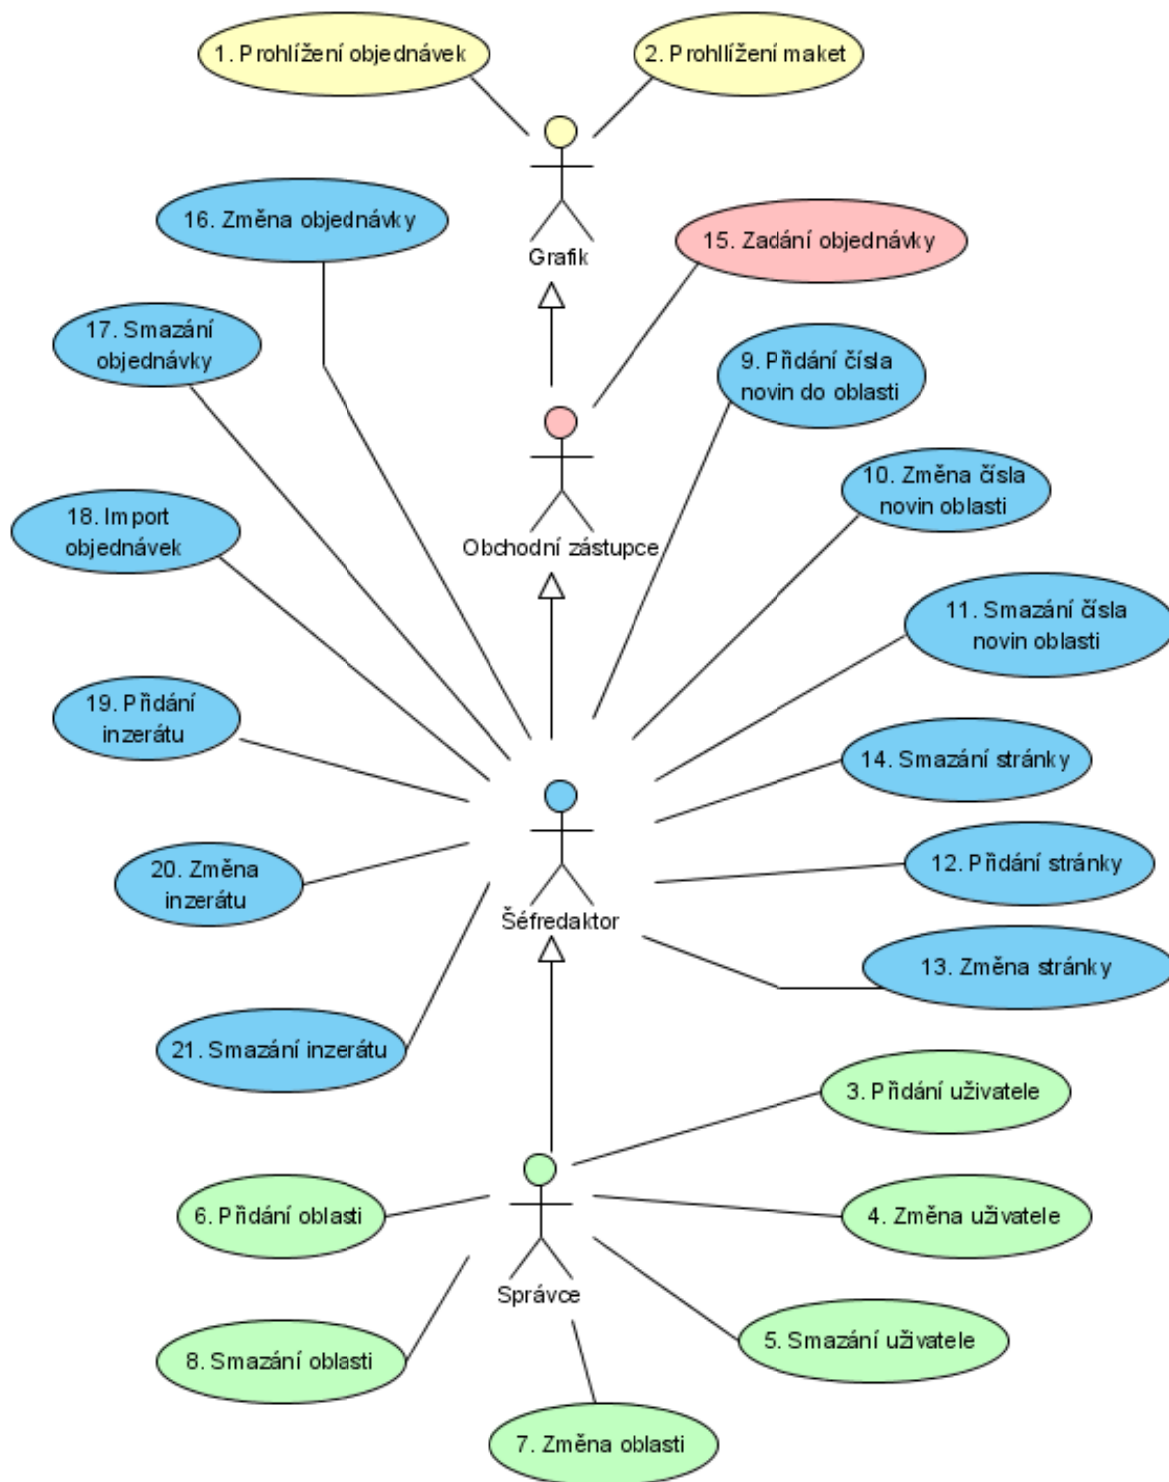 1. Prohlížení objednávek
2. Prohllížení maket
Grafik
16. Změna objednávky
15. Zadání objednávky
17. Smazání
objednávky
9. Přidání čísla
novin do oblasti
10. Změna čísla
novin oblasti
18. Import
objednávek
Obchodní zástupce
11. Smazání čísla
novin oblasti
19. Přidání
inzerátu
14. Smazání stránky
20. Změna
inzerátu
12. Přidání stránky
Šéfredaktor
13. Změna stránky
21. Smazání inzerátu
3. Přidání uživatele
6. Přidání oblasti
4. Změna uživatele
Správce
8. Smazání oblasti
5. Smazání uživatele
7. Změna oblasti